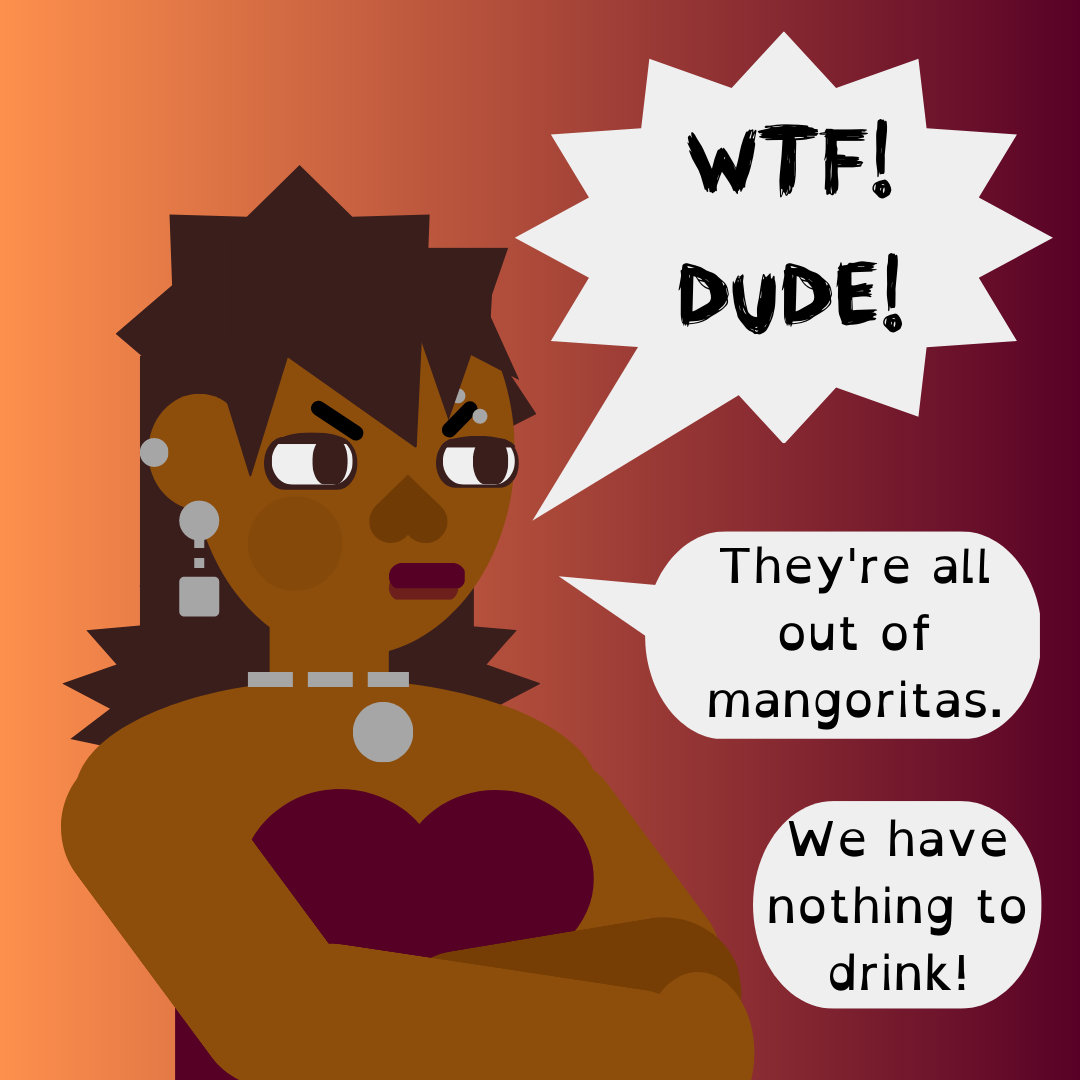 WTF!
DUDE!
They're all
out of
mangoritas.
We have
nothing to
drink!